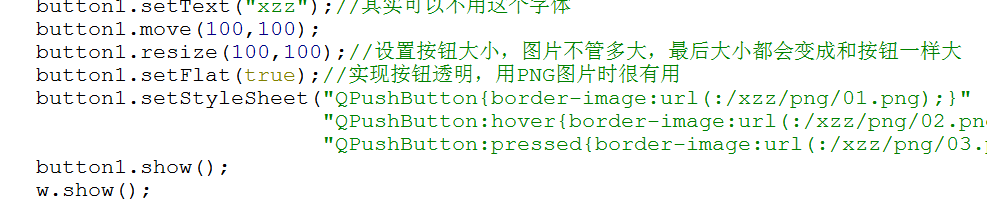 button1.setText("xzz");//其实可以不用这个字体
button1.move(100,100);
button1.resize(100,100);//设置按钮大小，图片不管多大，最后大小都会变成和按钮一样大
button1.setFlat(true);//实现按钮透明，用PNG图片时很有用
button1.setStyleSheet("QPushButton{border-image:url(:/xzz/png/01.png);}"
"QPushButton:hover{border-image:url(:/xzz/png/02.pn
"QPushButton:pressed{border-image:url(:/xzz/png/03.p
button1.show();
w.show();